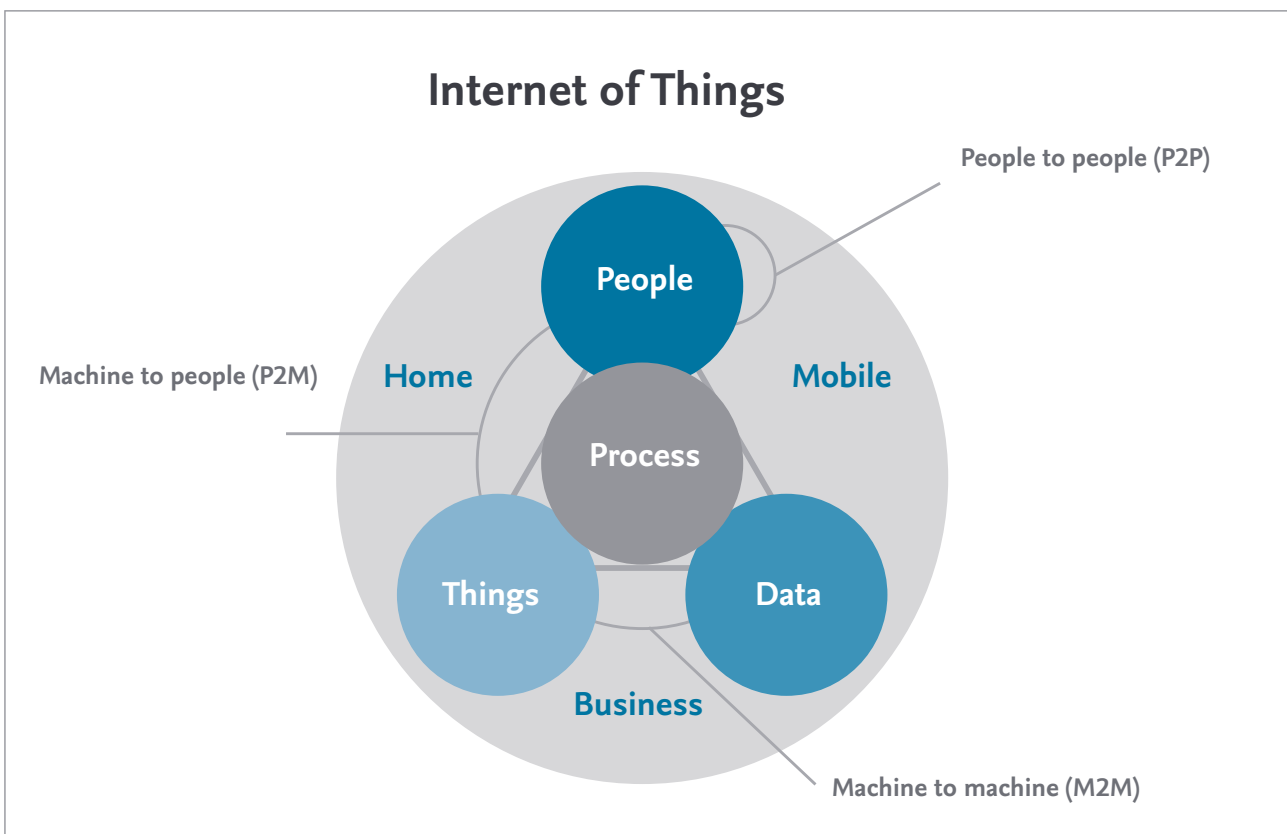 Internet of Things
People to people (P2P)
People
Machine to people (P2M)
Home
Mobile
Process
Things
Data
Business
Machine to machine (M2M)